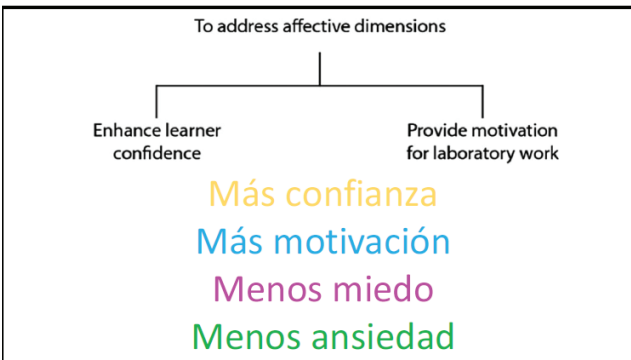 To address affective dimensions
Enhance learner
confidence
Provide motivation
for laboratory work
Más confianza
Más motivación
Menos miedo
Menos ansiedad